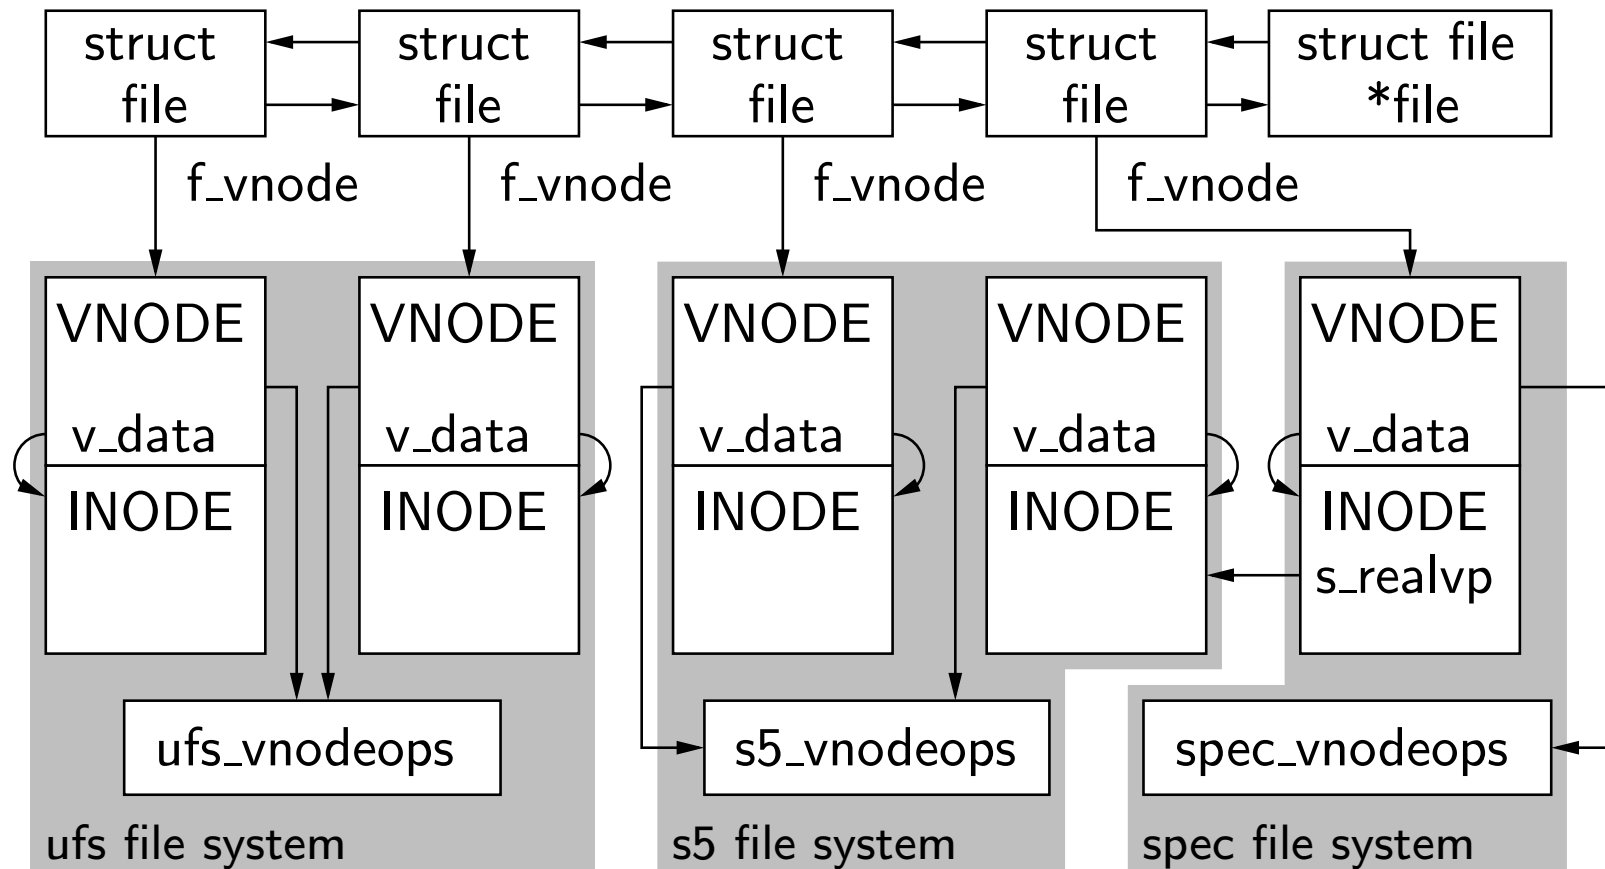 struct
file
struct
file
struct
file
struct
file
struct file
*file
f_vnode
f_vnode
f_vnode
f_vnode
VNODE
v_data
INODE
VNODE
v_data
INODE
VNODE
v_data
INODE
VNODE
v_data
INODE
VNODE
v_data
INODE
s_realvp
ufs_vnodeops
s5_vnodeops
spec_vnodeops
ufs file system
s5 file system
spec file system